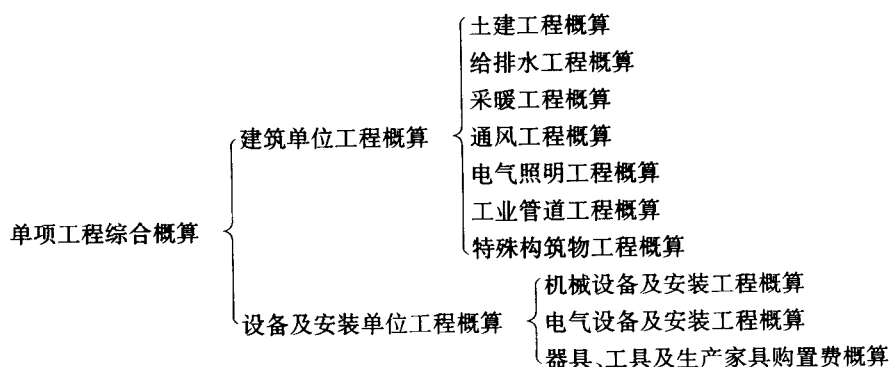 土建工程概算
给排水工程概算
采暖工程概算
建筑单位工程概算
通风工程概算
电气照明工程概算
工业管道工程概算
单项工程综合概算
特殊构筑物工程概算
机械设备及安装工程概算
设备及安装单位工程概算
电气设备及安装工程概算
器具、工具及生产家具购置费概算